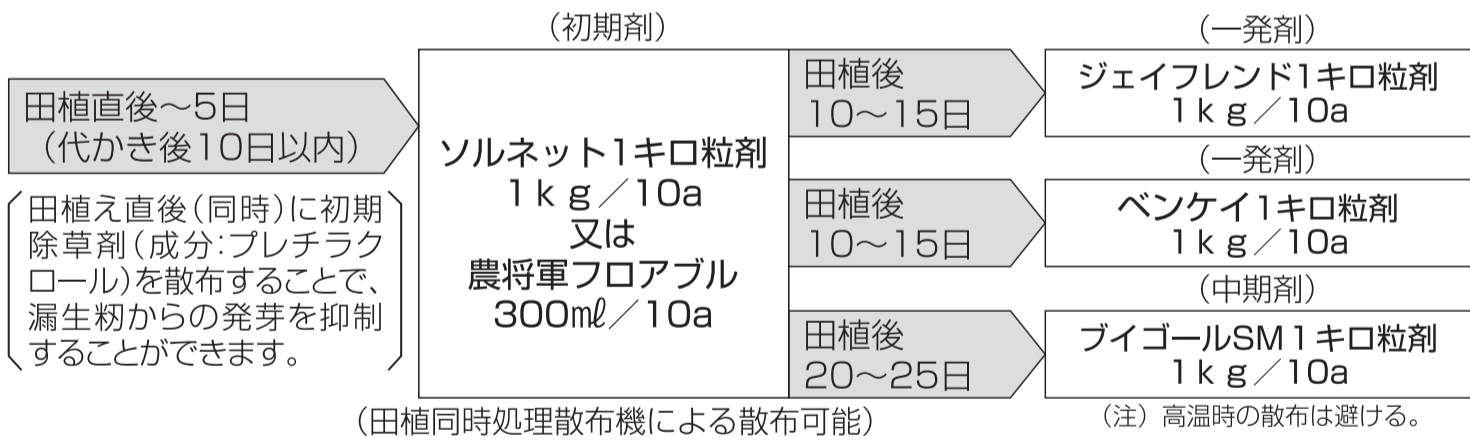 （初期剤）
（一発剤）
田植直後～5日
（代かき後10日以内）
田植え直後（同時）に初期
除草剤（成分：プレチラク
ロール）を散布することで、
漏生籾からの発芽を抑制
することができます。
ソルネット1キロ粒剤
1ｋｇ／10a
又は
農将軍フロアブル
300㎖／10a
田植後
10～15日
ジェイフレンド1キロ粒剤
1ｋｇ／10a
（一発剤）
田植後
10～15日
ベンケイ1キロ粒剤
1ｋｇ／10a
（中期剤）
田植後
20～25日
ブイゴールSM1キロ粒剤
1ｋｇ／10a
（田植同時処理散布機による散布可能）
（注）高温時の散布は避ける。